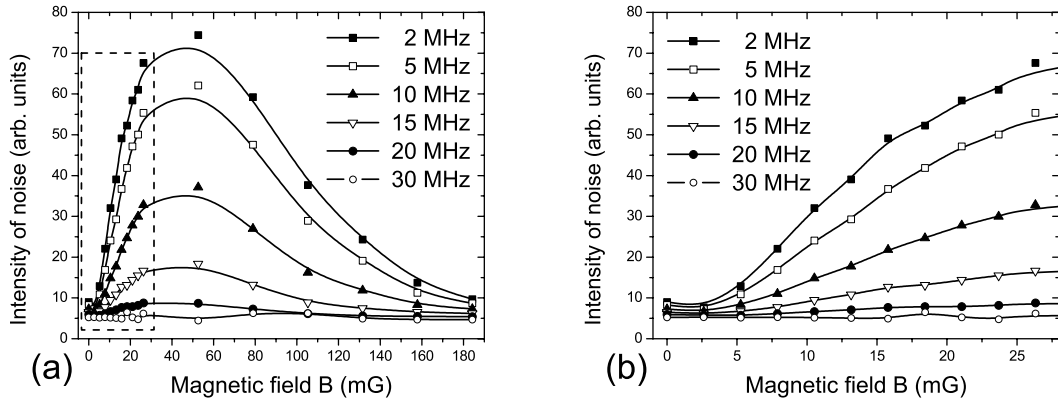 80
70
60
50
40
30
20
10
0
Intensity of noise (arb. units)
2 MHz
5 MHz
10 MHz
15 MHz
20 MHz
30 MHz
0 20 40 60 80 100 120 140 160 180
Magnetic field B (mG)
(a)
80
70
60
50
40
30
20
10
0
Intensity of noise (arb. units)
2 MHz
5 MHz
10 MHz
15 MHz
20 MHz
30 MHz
0 5 10 15 20 25
Magnetic field B (mG)
(b)